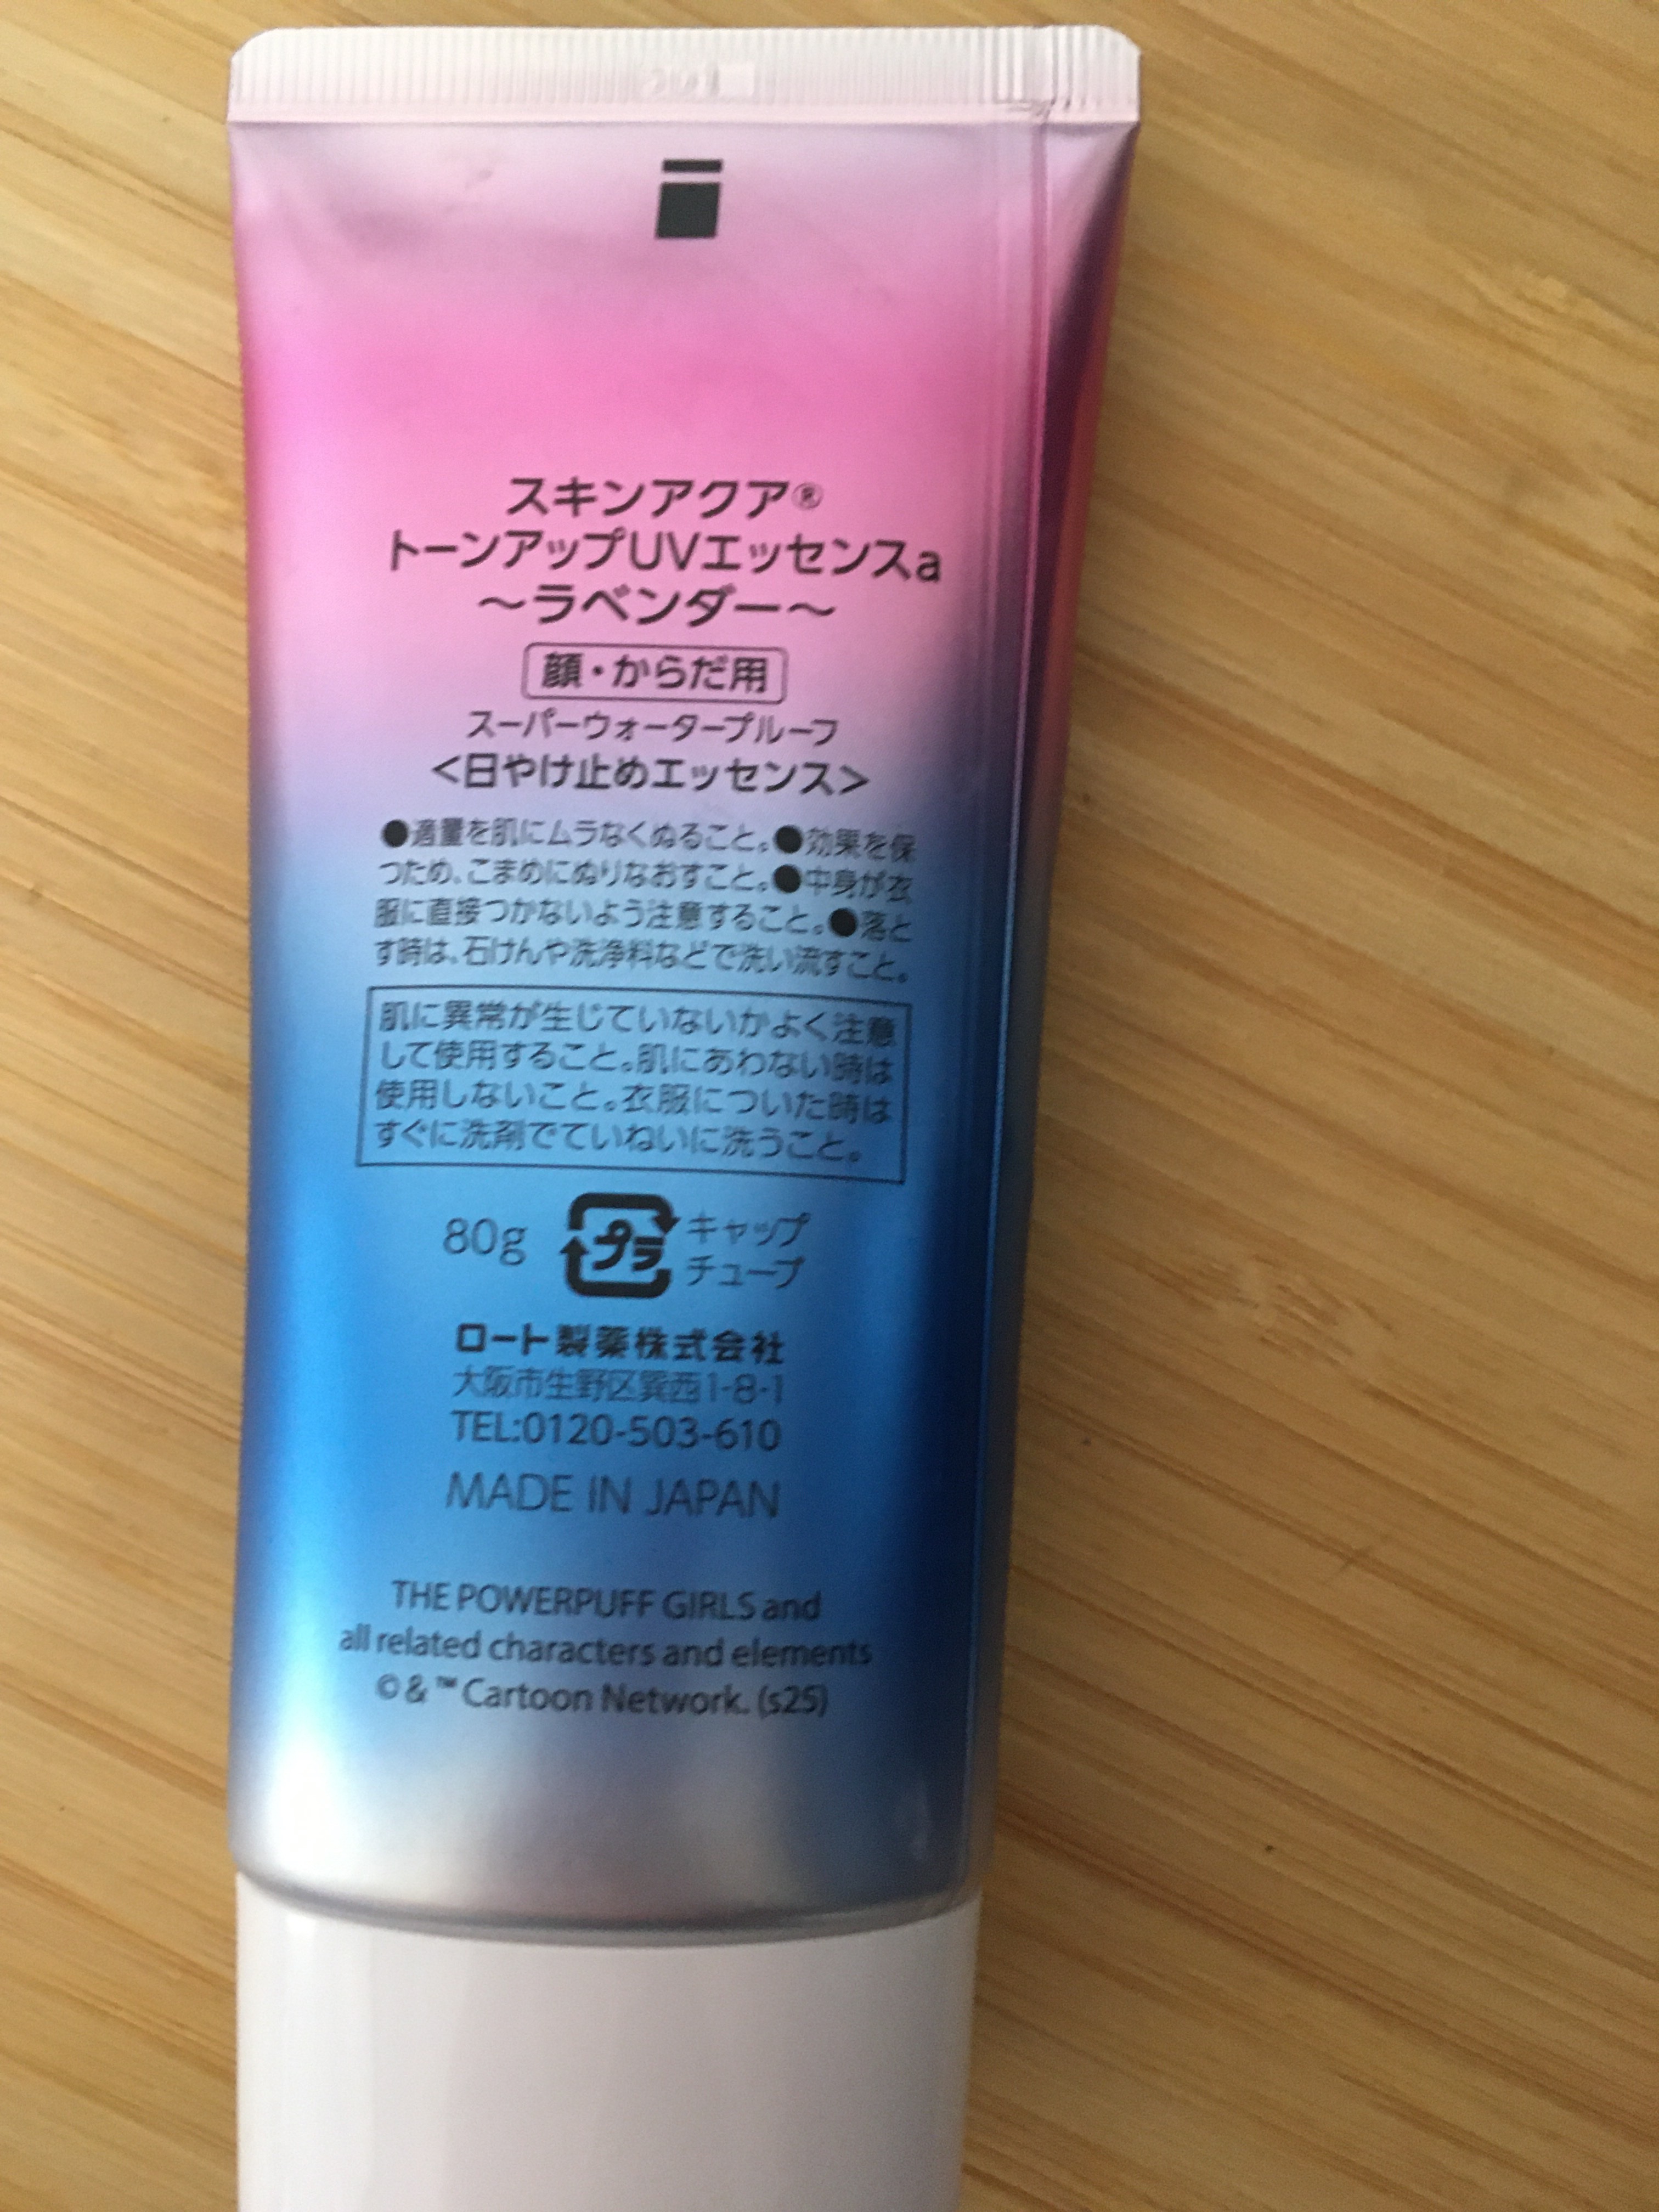 スキンアクア®
トーンアップUVエッセンスa
～ラベンダー～
顔・からだ用
スーパーウォータープルーフ
<日やけ止めエッセンス>
●適量を肌にムラなくぬること。●効果を保
つため、こまめにぬりなおすこと。●中身が衣
服に直接つかないよう注意すること。●落と
す時は、石けんや洗浄料などで洗い流すこと。
肌に異常が生じていないかよく注意
して使用すること。肌にあわない時は
使用しないこと。衣服についた時は
すぐに洗剤でていねいに洗うこと。
80g プラ キャップ
チューブ
ロート製薬株式会社
大阪市生野区巽西1-8-1
TEL:0120-503-610
MADE IN JAPAN
THE POWERPUFF GIRLS and
all related characters and elements
©&™Cartoon Network. (s25)